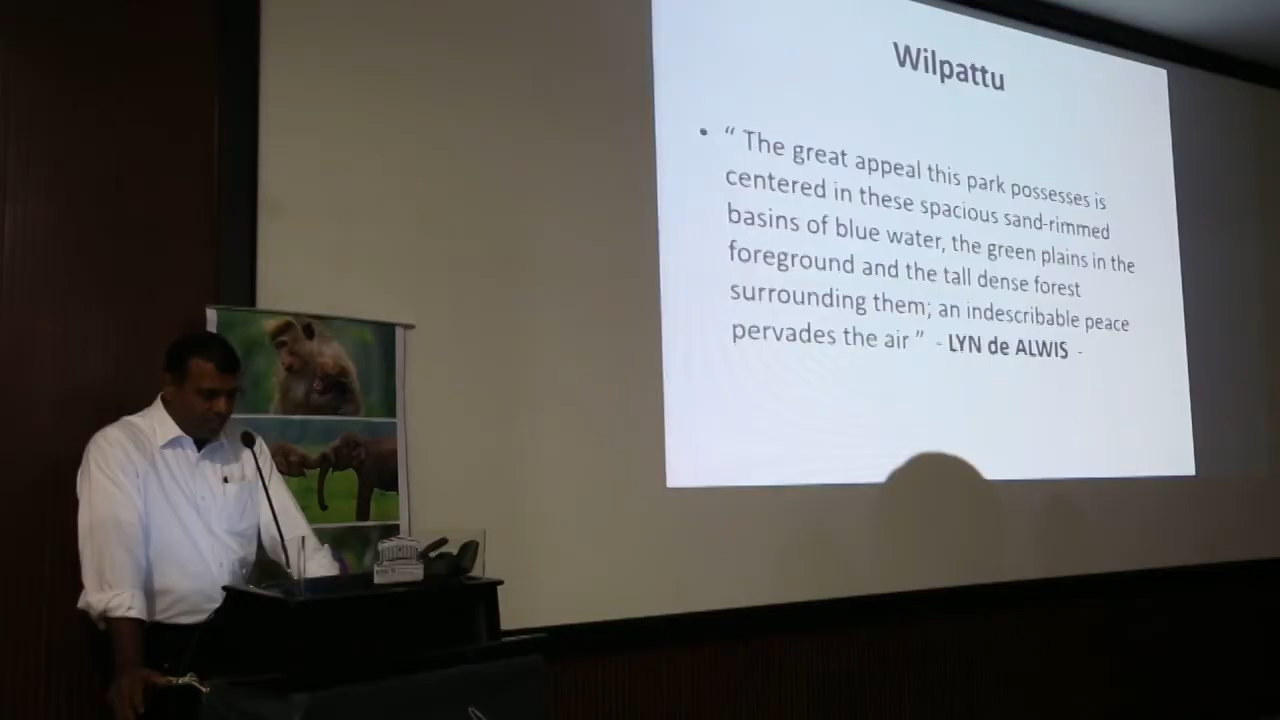 Wilpattu
• “ The great appeal this park possesses is
centered in these spacious sand-rimmed
basins of blue water, the green plains in the
foreground and the tall dense forest
surrounding them; an indescribable peace
pervades the air ” - LYN de ALWIS -